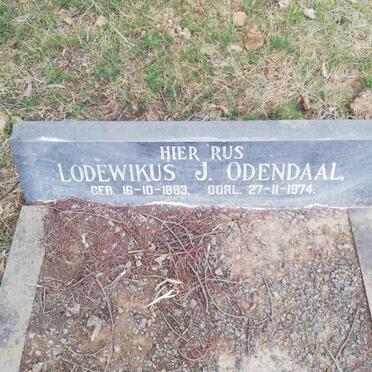 HIER RUS
LODEWIKUS J. ODENDAAL,
GEB. 16-10-1893. OORL. 27-11-1974.